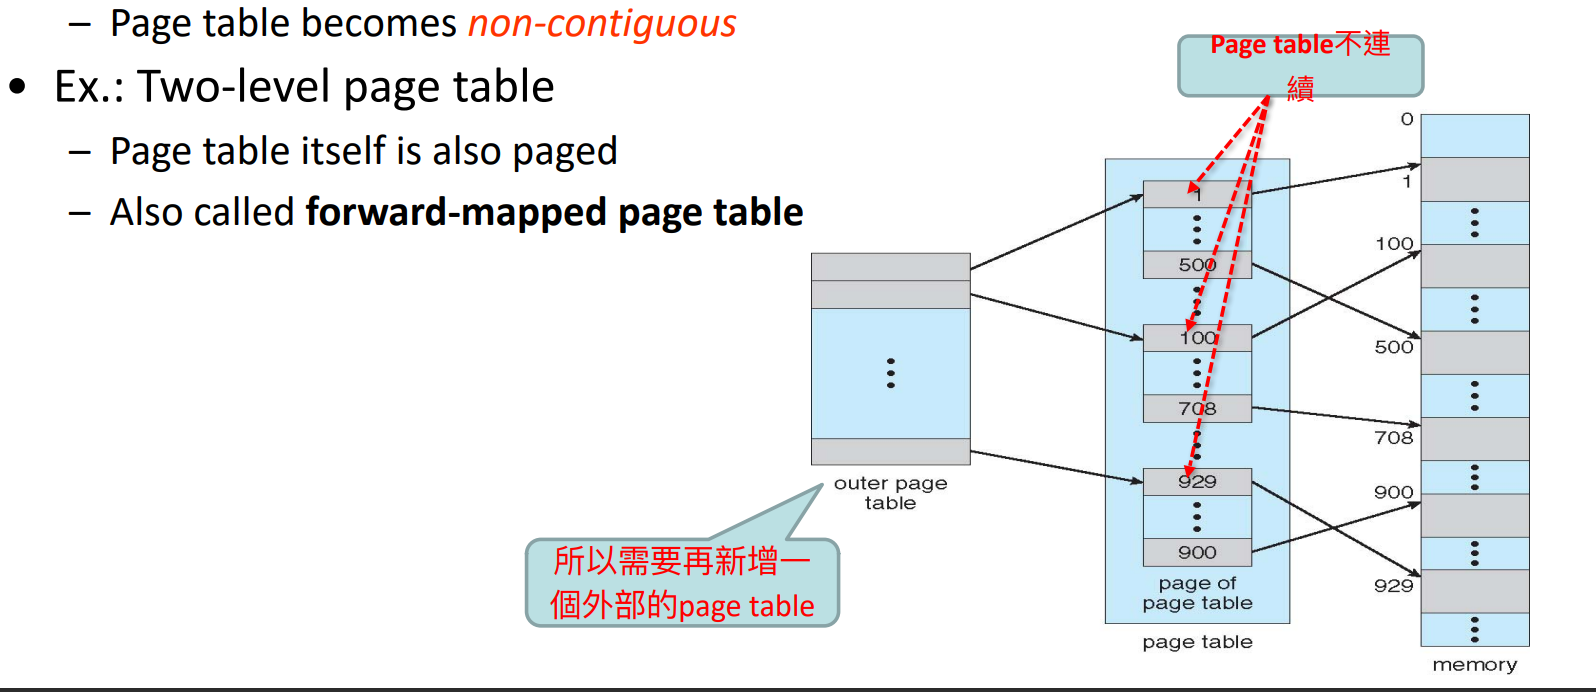 – Page table becomes non-contiguous
• Ex.: Two-level page table
– Page table itself is also paged
– Also called forward-mapped page table
Page table不連
續
outer page
table
所以需要再新增一
個外部的page table
1
500
100
708
929
900
page of
page table
page table
0
1
100
500
708
900
929
memory